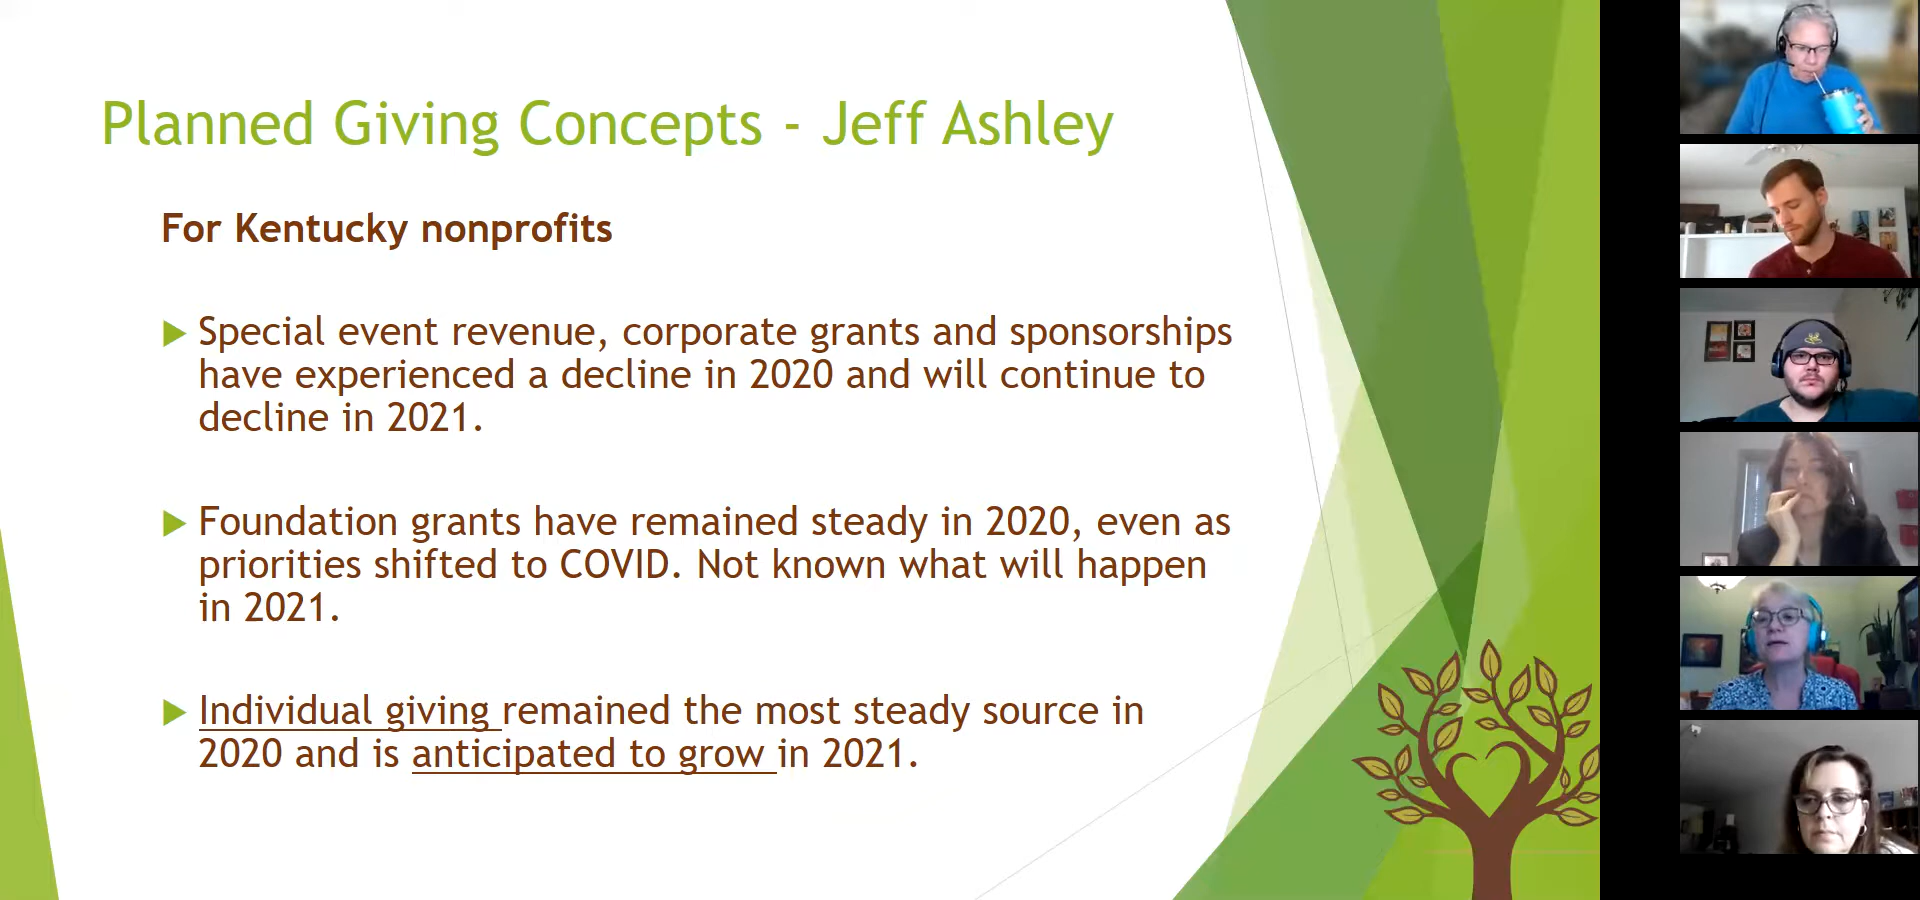 Planned Giving Concepts - Jeff Ashley
For Kentucky nonprofits
Special event revenue, corporate grants and sponsorships
have experienced a decline in 2020 and will continue to
decline in 2021.
Foundation grants have remained steady in 2020, even as
priorities shifted to COVID. Not known what will happen
in 2021.
Individual giving remained the most steady source in
2020 and is anticipated to grow in 2021.